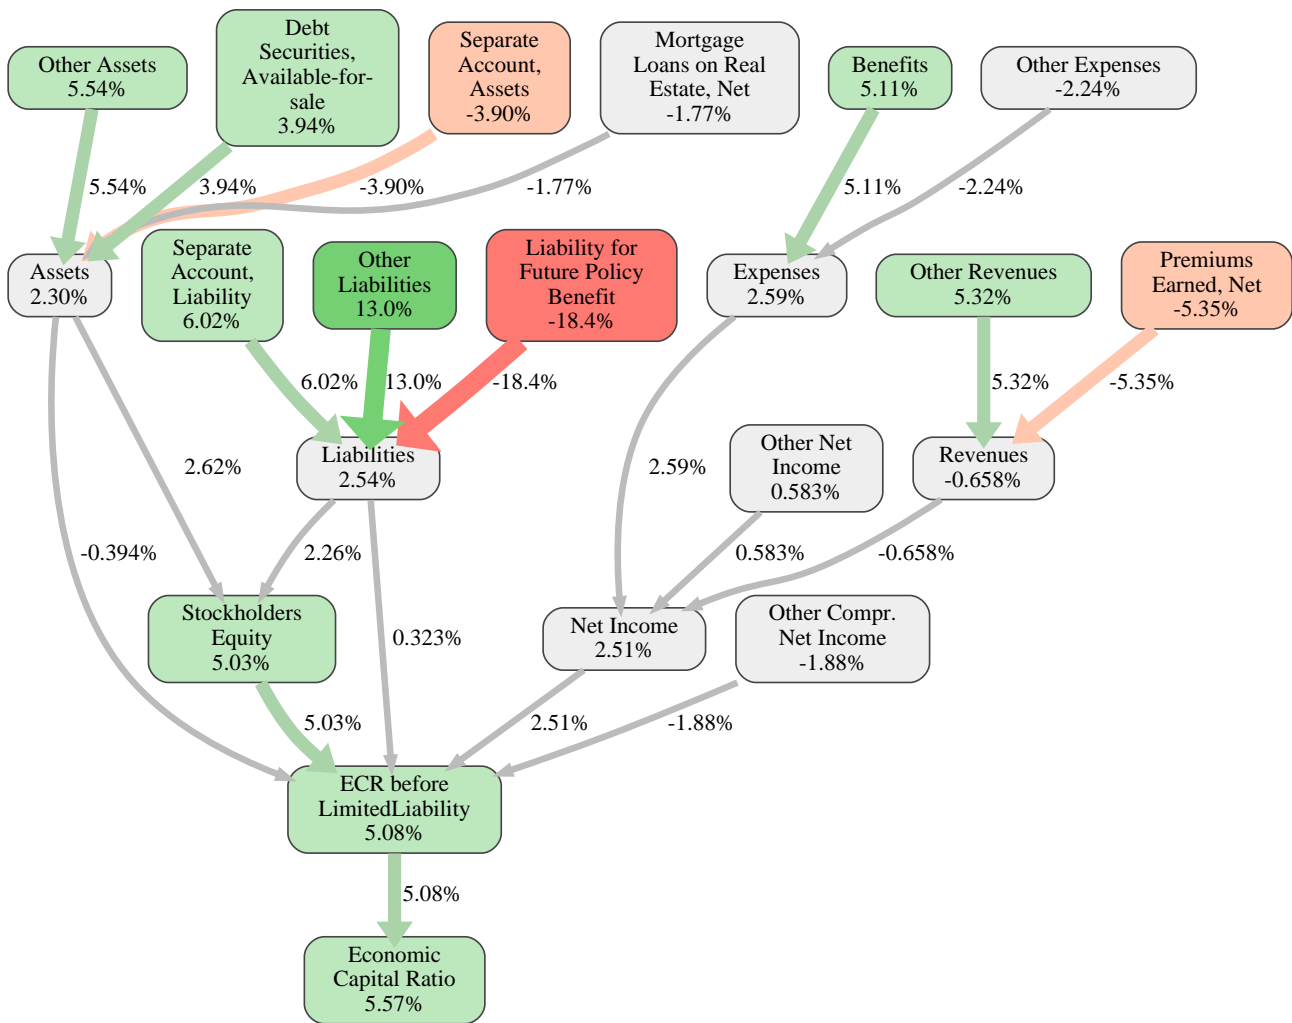 Other Assets
5.54%
Debt
Securities,
Available-for-
sale
3.94%
Separate
Account,
Assets
-3.90%
Mortgage
Loans on Real
Estate, Net
-1.77%
Benefits
5.11%
Other Expenses
-2.24%
5.54%
3.94%
-3.90%
-1.77%
5.11%
-2.24%
Assets
2.30%
Separate
Account,
Liability
6.02%
Other
Liabilities
13.0%
Liability for
Future Policy
Benefit
-18.4%
Expenses
2.59%
Other Revenues
5.32%
Premiums
Earned, Net
-5.35%
6.02%
13.0%
-18.4%
5.32%
-5.35%
2.62%
Liabilities
2.54%
2.59%
Other Net
Income
0.583%
Revenues
-0.658%
-0.394%
2.26%
0.583%
-0.658%
Stockholders
Equity
5.03%
0.323%
Net Income
2.51%
Other Compr.
Net Income
-1.88%
5.03%
2.51%
-1.88%
ECR before
LimitedLiability
5.08%
5.08%
Economic
Capital Ratio
5.57%